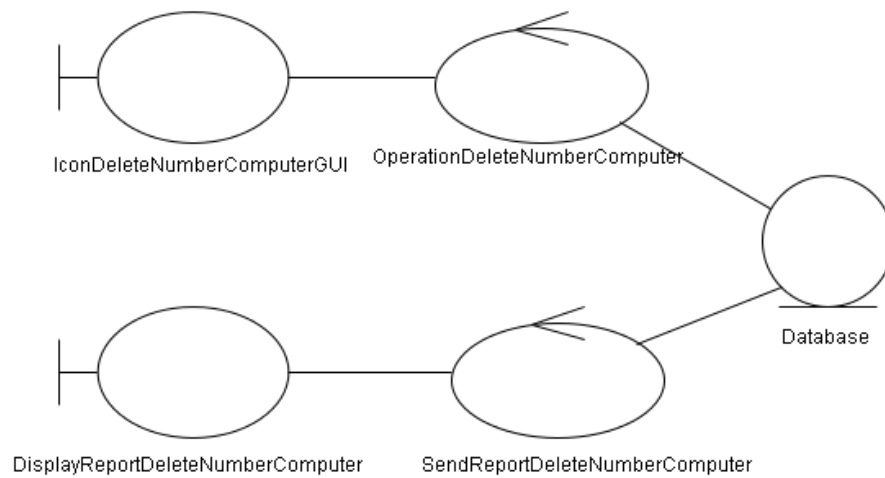 IconDeleteNumberComputerGUI
OperationDeleteNumberComputer
Database
DisplayReportDeleteNumberComputer
SendReportDeleteNumberComputer